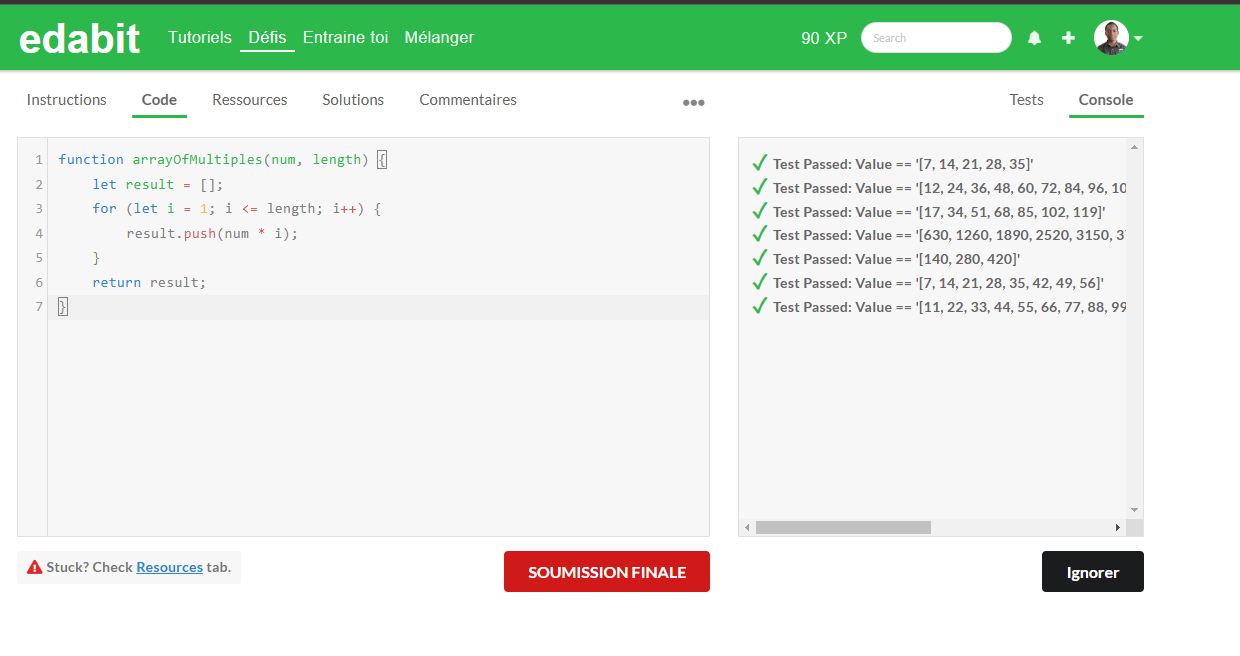 edabit Tutoriels Défis Entraine toi Mélanger 90 XP Search
Instructions Code Ressources Solutions Commentaires ••• Tests Console
1 function arrayOfMultiples(num, length) {
2 let result = [];
3 for (let i = 1; i <= length; i++) {
4 result.push(num * i);
5 }
6 return result;
7 }
Test Passed: Value == '[7, 14, 21, 28, 35]'
Test Passed: Value == '[12, 24, 36, 48, 60, 72, 84, 96, 10
Test Passed: Value == '[17, 34, 51, 68, 85, 102, 119]'
Test Passed: Value == '[630, 1260, 1890, 2520, 3150, 3
Test Passed: Value == '[140, 280, 420]'
Test Passed: Value == '[7, 14, 21, 28, 35, 42, 49, 56]'
Test Passed: Value == '[11, 22, 33, 44, 55, 66, 77, 88, 99
Stuck? Check Resources tab.
SOUMISSION FINALE
Ignorer